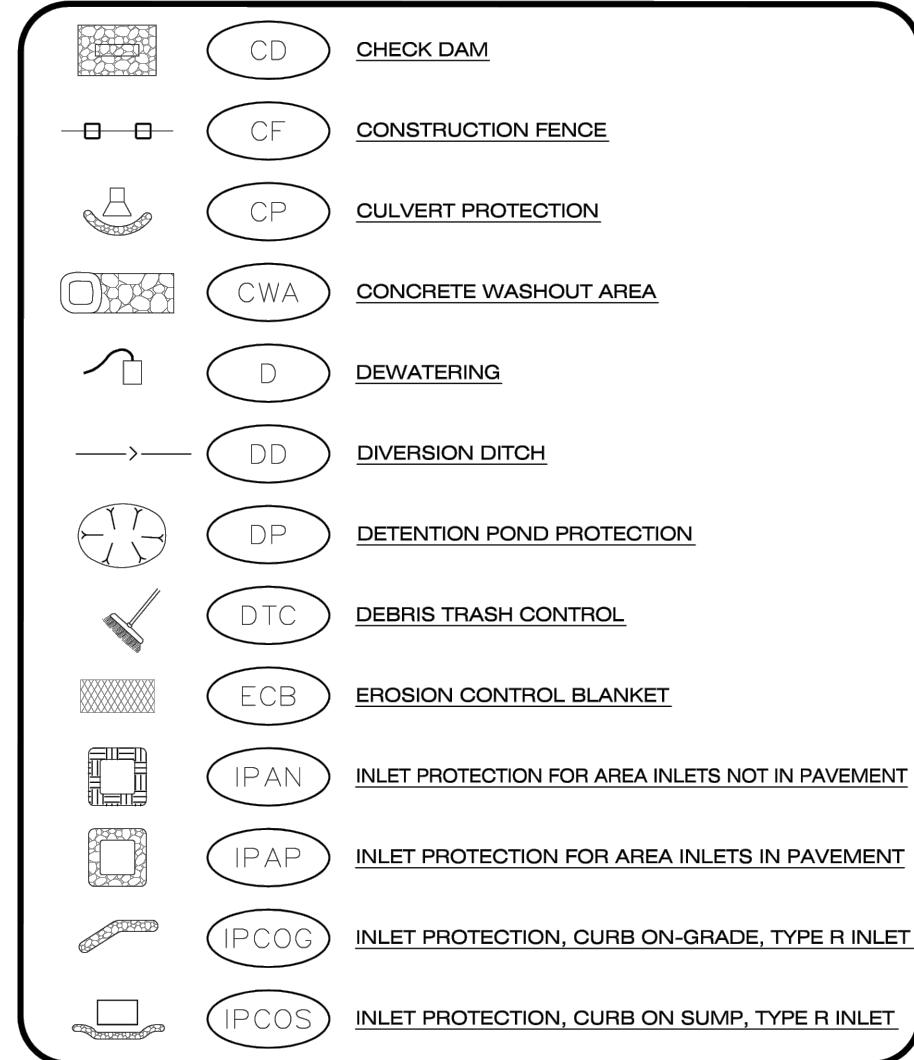 CD CHECK DAM
CF CONSTRUCTION FENCE
CP CULVERT PROTECTION
CWA CONCRETE WASHOUT AREA
D DEWATERING
DD DIVERSION DITCH
DP DETENTION POND PROTECTION
DTC DEBRIS TRASH CONTROL
ECB EROSION CONTROL BLANKET
IPAN INLET PROTECTION FOR AREA INLETS NOT IN PAVEMENT
IPAP INLET PROTECTION FOR AREA INLETS IN PAVEMENT
IPCOG INLET PROTECTION, CURB ON-GRADE, TYPE R INLET
IPCOS INLET PROTECTION, CURB ON SUMP, TYPE R INLET